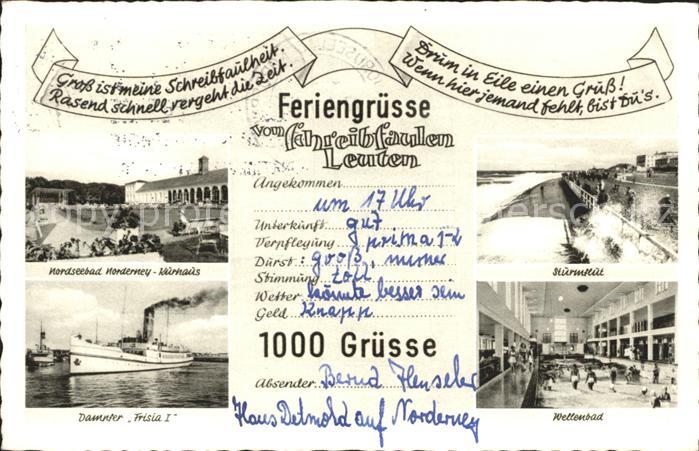 Groß ist meine Schreibfaulheit.
Rasend schnell vergeht die Zeit.
Drum in Eile einen Gruß!
Wenn hier jemand fehlt, bist Du's.
Feriengrüsse
von schreibfaulen
Leuten
Angekommen
um 17 Uhr
Unterkunft gut
Verpflegung prima 1-2
Durst: groß, immer
Stimmung toll
Wetter könnte besser sein
Geld Knapp
1000 Grüsse
Absender Bernd Henseler
Haus Detmold auf Norderney
Nordseebad Norderney - Kurhaus
Sturmflut
Dampfer „Frisia I"
Wellenbad